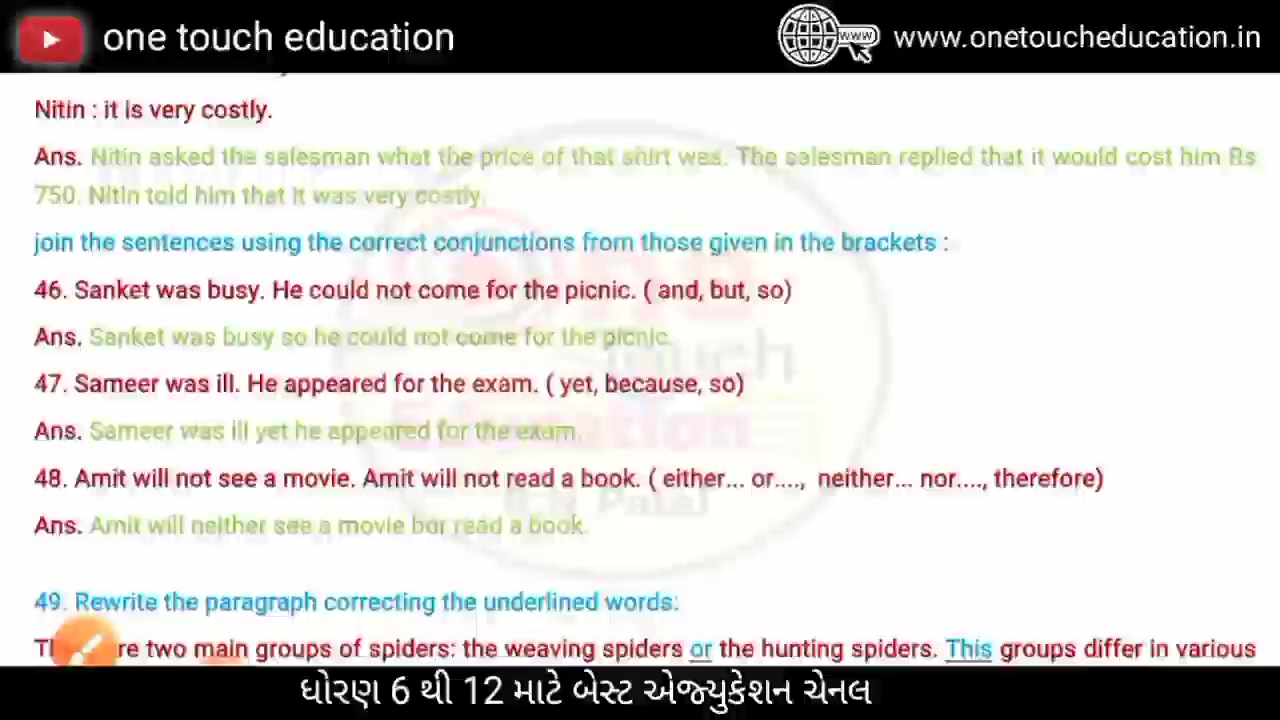 one touch education
www
www.onetoucheducation.in
Nitin : it is very costly.
Ans. Nitin asked the salesman what the price of that shirt was. The salesman replied that it would cost him Rs
750. Nitin told him that it was very costly.
join the sentences using the correct conjunctions from those given in the brackets :
46. Sanket was busy. He could not come for the picnic. ( and, but, so)
Ans. Sanket was busy so he could not come for the picnic.
47. Sameer was ill. He appeared for the exam. ( yet, because, so)
Ans. Sameer was ill yet he appeared for the exam.
48. Amit will not see a movie. Amit will not read a book. ( either... or...., neither... nor...., therefore)
Ans. Amit will neither see a movie bor read a book.
49. Rewrite the paragraph correcting the underlined words:
two main groups of spiders: the weaving spiders or the hunting spiders. This groups differ in various
ધોરણ 6 થી 12 માટે બેસ્ટ એજ્યુકેશન ચેનલ